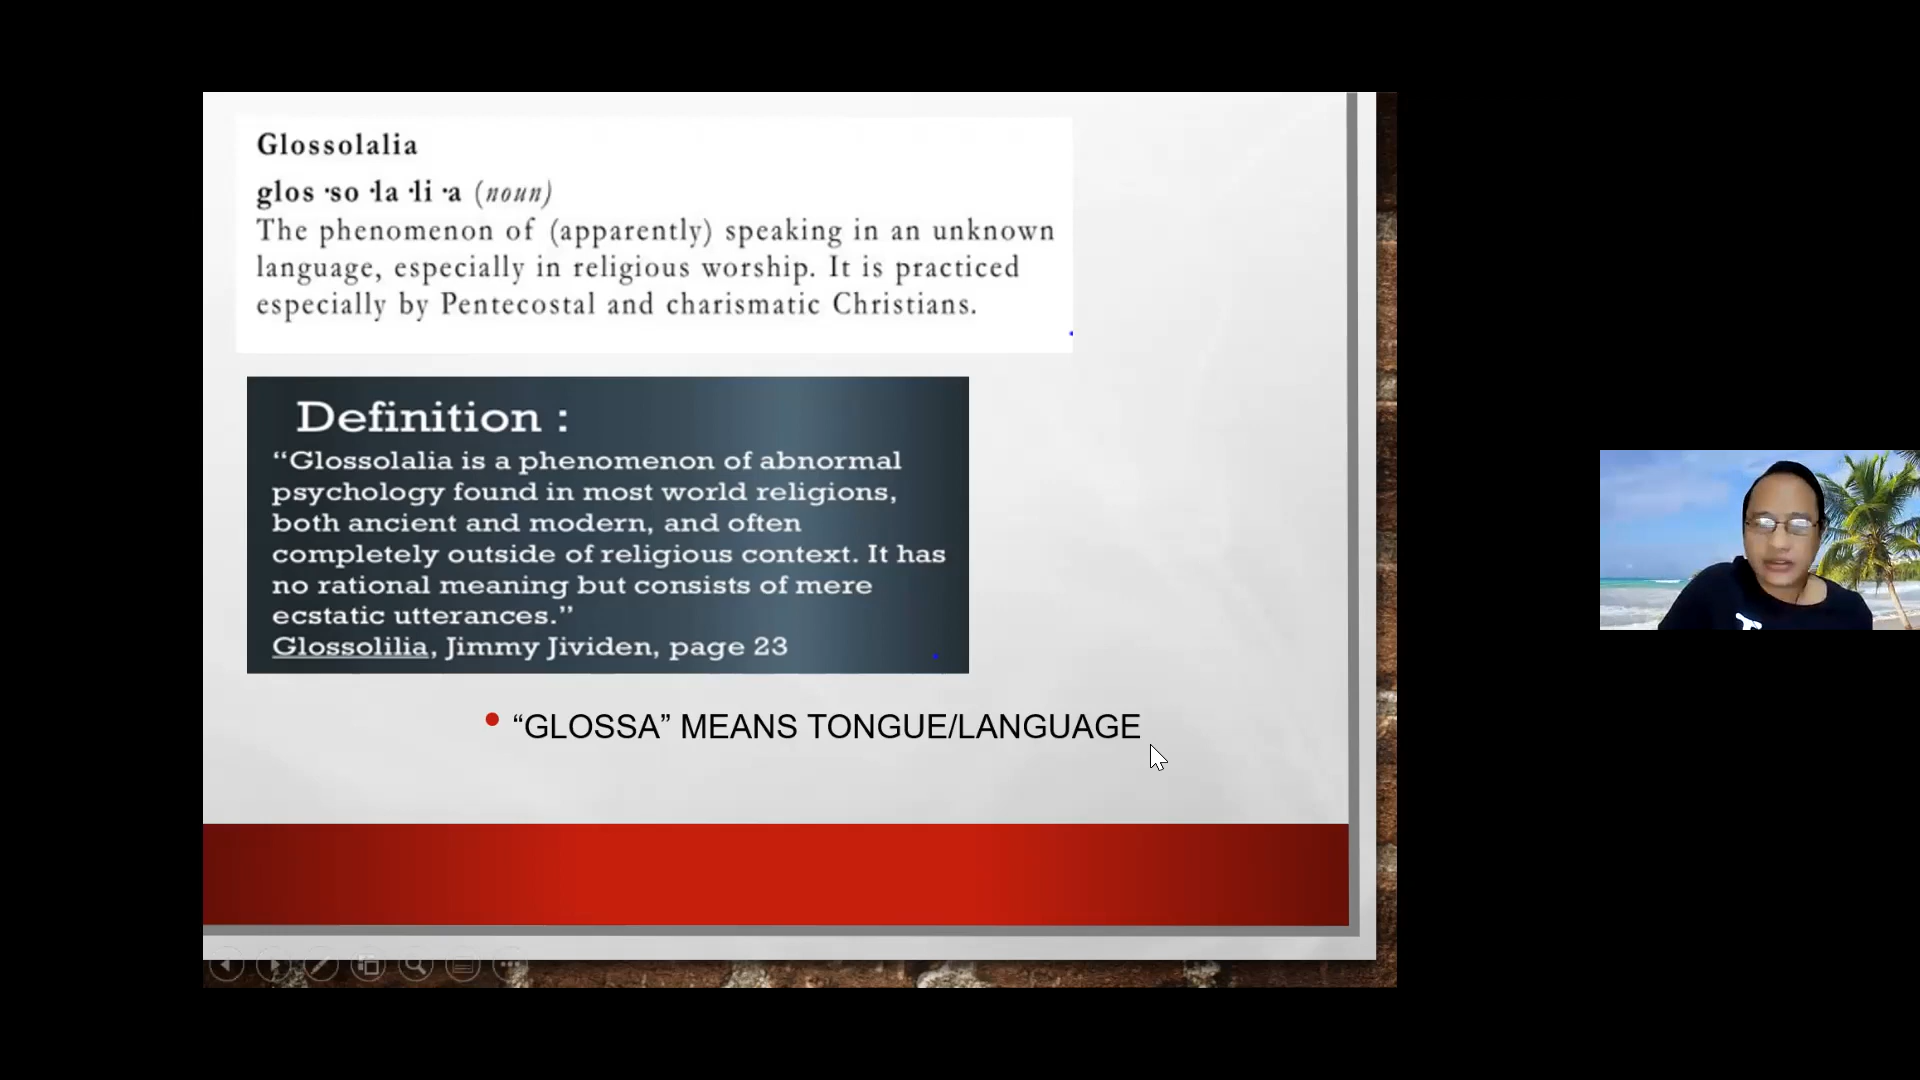 Glossolalia
glos ·so ·la ·li ·a (noun)
The phenomenon of (apparently) speaking in an unknown
language, especially in religious worship. It is practiced
especially by Pentecostal and charismatic Christians.
Definition :
“Glossolalia is a phenomenon of abnormal
psychology found in most world religions,
both ancient and modern, and often
completely outside of religious context. It has
no rational meaning but consists of mere
ecstatic utterances.”
Glossolilia, Jimmy Jividen, page 23
• “GLOSSA” MEANS TONGUE/LANGUAGE